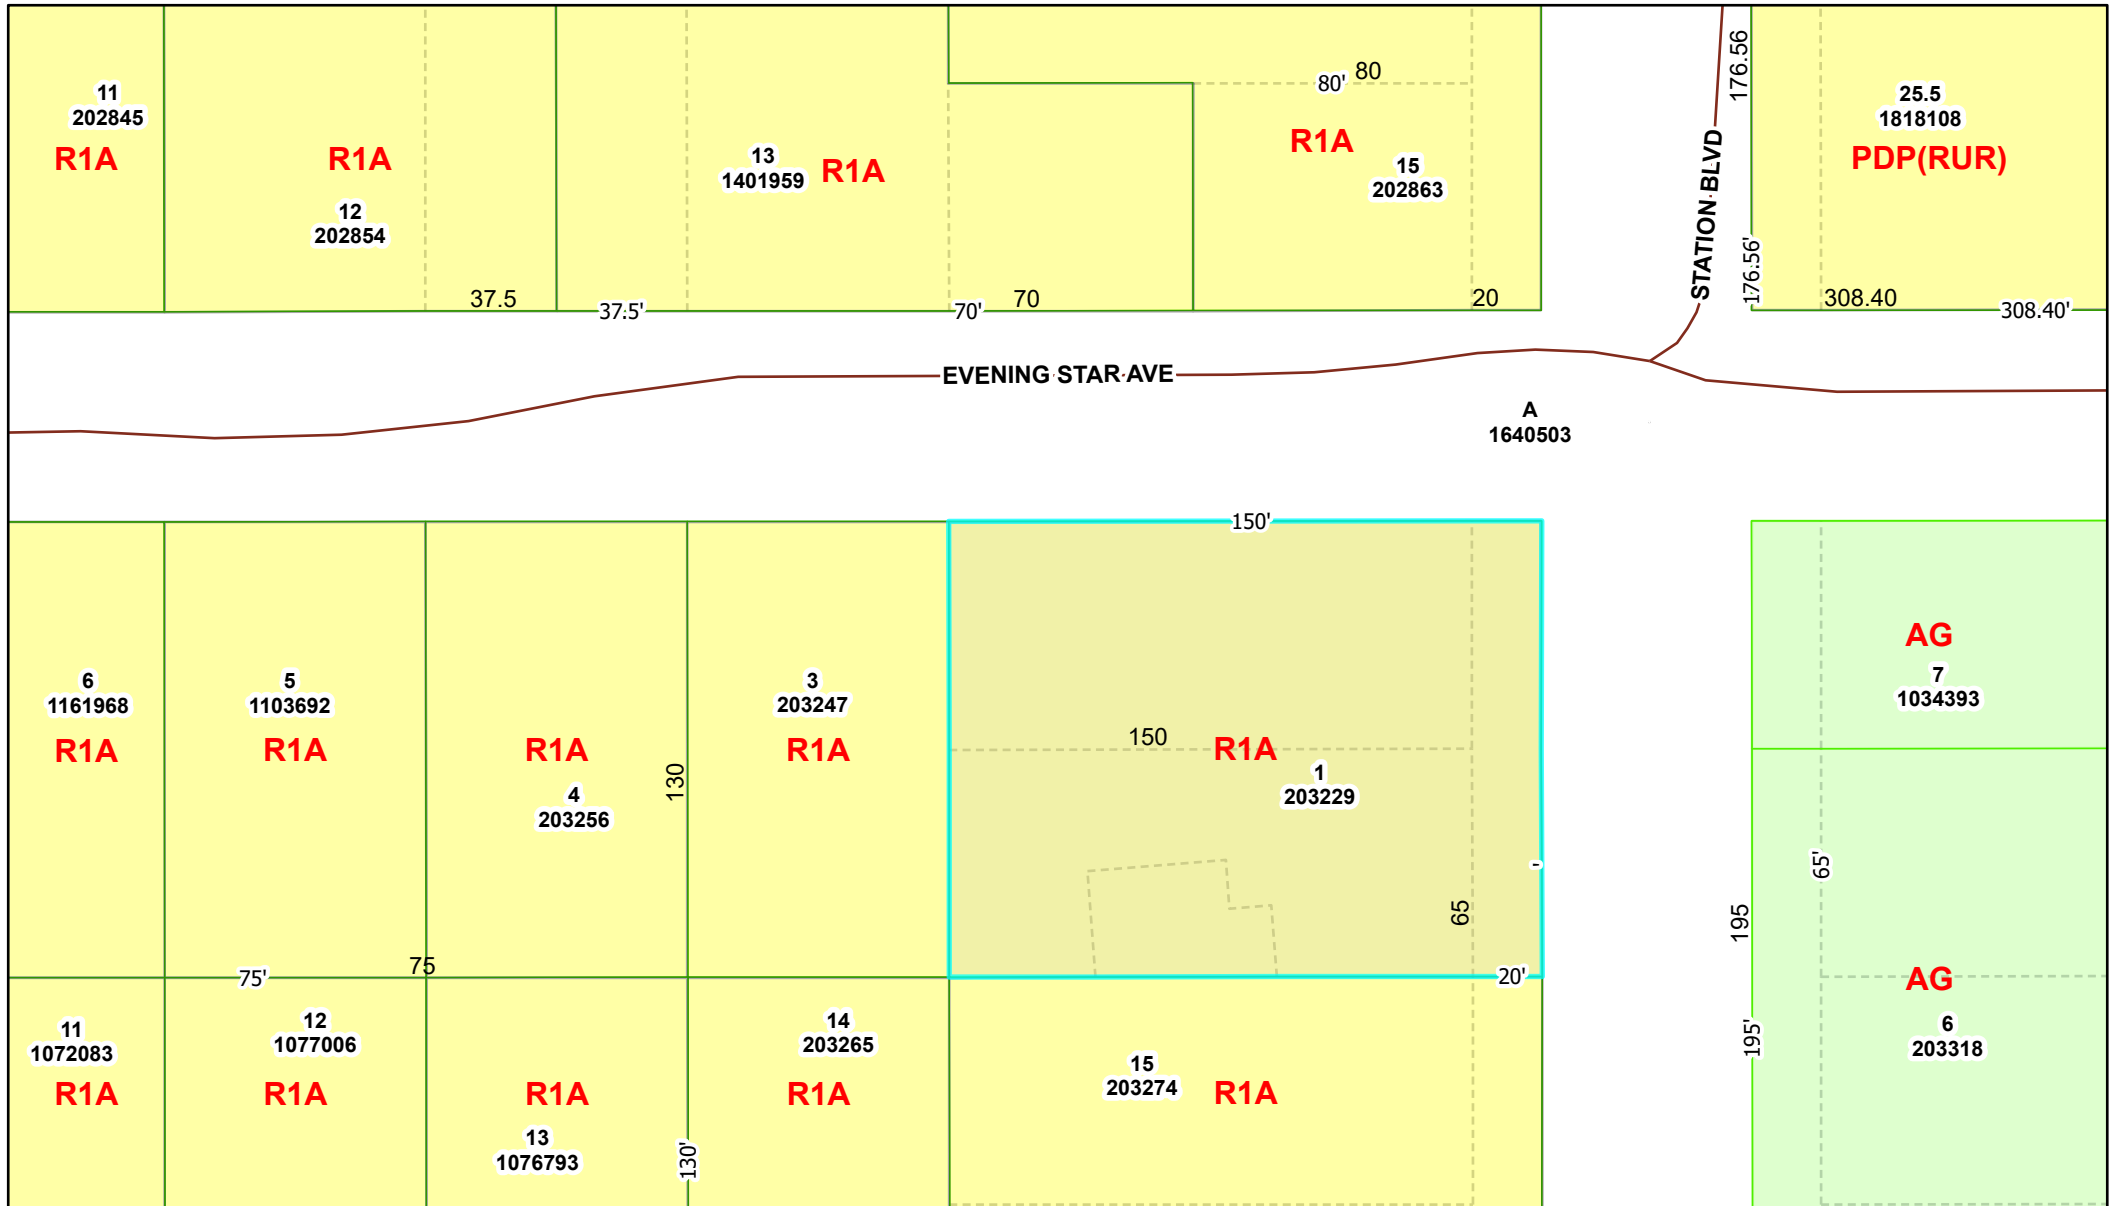 11
202845
R1A
R1A
12
202854
13
1401959
R1A
80
80'
R1A
15
202863
176.56
STATION BLVD
176.56'
25.5
1818108
PDP(RUR)
37.5
37.5'
70'
70
20
308.40
308.40'
EVENING STAR AVE
A
1640503
150'
6
1161968
R1A
5
1103692
R1A
R1A
4
203256
130
3
203247
R1A
150
R1A
1
203229
'
65
20'
AG
7
1034393
65'
195
195'
AG
6
203318
75'
75
11
1072083
R1A
12
1077006
R1A
R1A
13
1076793
130'
14
203265
R1A
15
203274
R1A